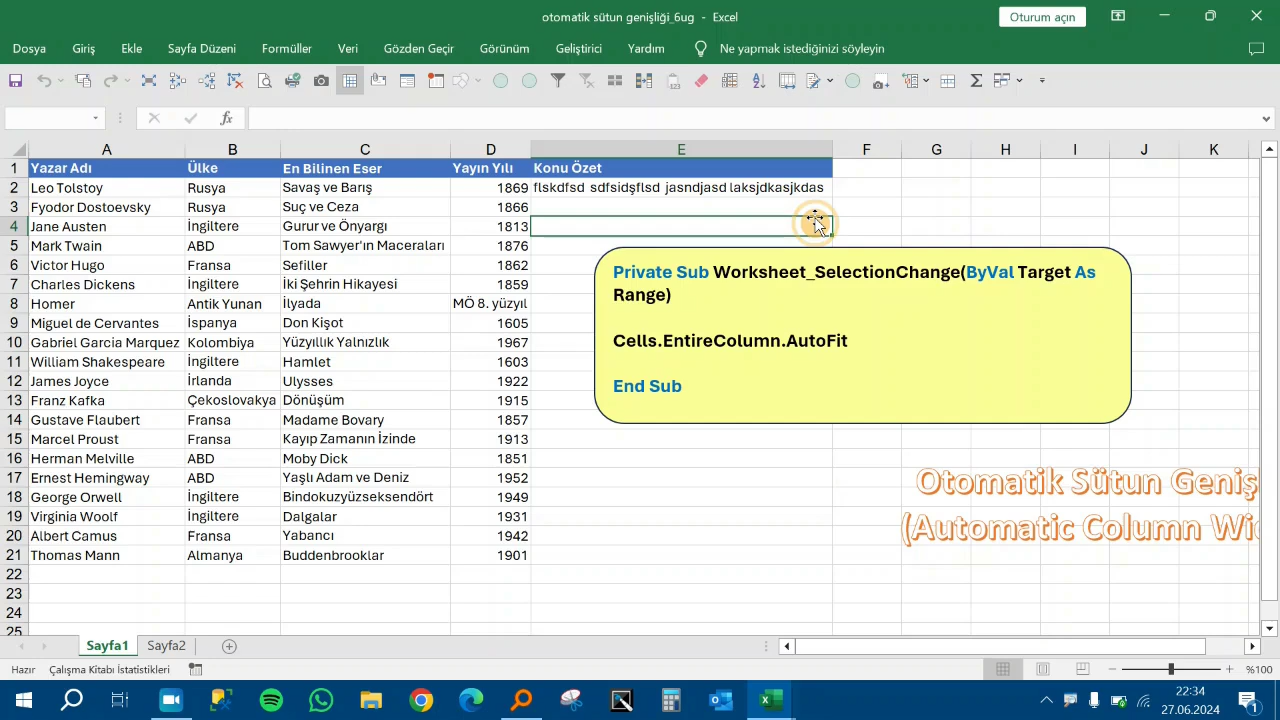 otomatik sütun genişliği_6ug - Excel
Oturum açın
Dosya Giriş Ekle Sayfa Düzeni Formüller Veri Gözden Geçir Görünüm Geliştirici Yardım Ne yapmak istediğinizi söyleyin
fx
A B C D E F G H I J K
1 Yazar Adı Ülke En Bilinen Eser Yayın Yılı Konu Özet
2 Leo Tolstoy Rusya Savaş ve Barış 1869 flskdfsd sdfsidşflsd jasndjasd laksjdkasjkdas
3 Fyodor Dostoevsky Rusya Suç ve Ceza 1866
4 Jane Austen İngiltere Gurur ve Önyargı 1813
5 Mark Twain ABD Tom Sawyer'ın Maceraları 1876
6 Victor Hugo Fransa Sefiller 1862
7 Charles Dickens İngiltere İki Şehrin Hikayesi 1859
8 Homer Antik Yunan İlyada MÖ 8. yüzyıl
9 Miguel de Cervantes İspanya Don Kişot 1605
10 Gabriel Garcia Marquez Kolombiya Yüzyıllık Yalnızlık 1967
11 William Shakespeare İngiltere Hamlet 1603
12 James Joyce İrlanda Ulysses 1922
13 Franz Kafka Çekoslovakya Dönüşüm 1915
14 Gustave Flaubert Fransa Madame Bovary 1857
15 Marcel Proust Fransa Kayıp Zamanın İzinde 1913
16 Herman Melville ABD Moby Dick 1851
17 Ernest Hemingway ABD Yaşlı Adam ve Deniz 1952
18 George Orwell İngiltere Bindokuzyüzseksendört 1949
19 Virginia Woolf İngiltere Dalgalar 1931
20 Albert Camus Fransa Yabancı 1942
21 Thomas Mann Almanya Buddenbrooklar 1901
22
23
24
25
Private Sub Worksheet_SelectionChange(ByVal Target As
Range)
Cells.EntireColumn.AutoFit
End Sub
Otomatik Sütun Geniş
(Automatic Column Wi
Sayfa1 Sayfa2
Hazır Çalışma Kitabı İstatistikleri %100
22:34
27.06.2024
1